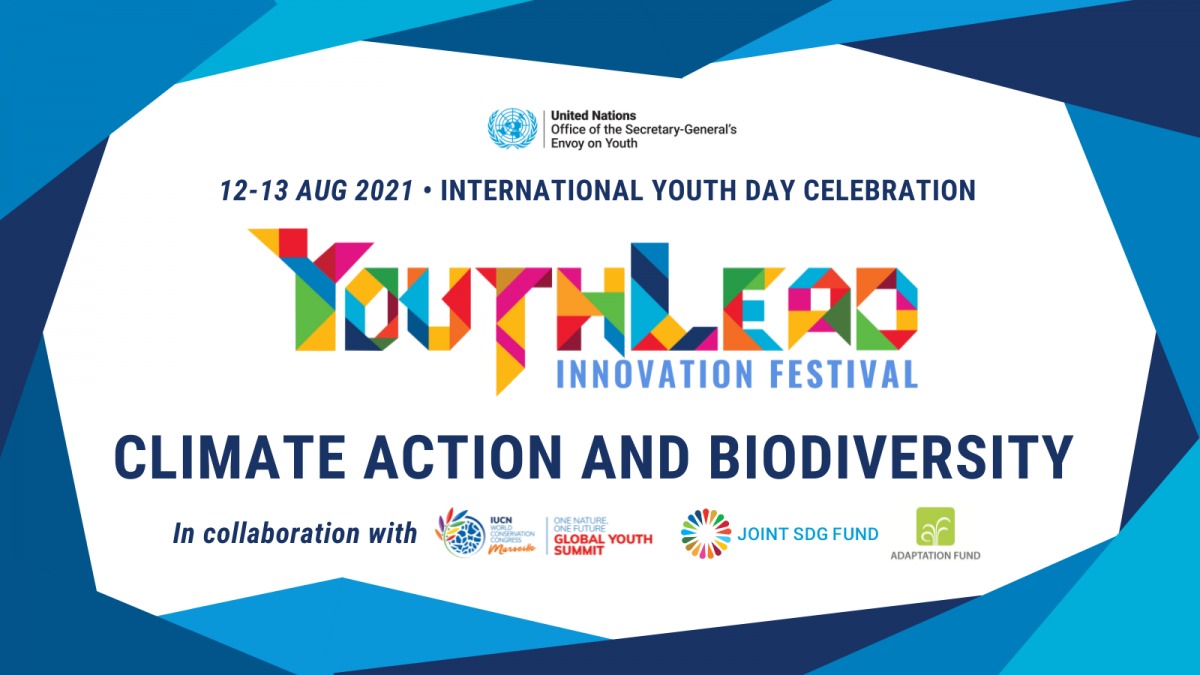 United Nations
Office of the Secretary-General's
Envoy on Youth
12-13 AUG 2021 • INTERNATIONAL YOUTH DAY CELEBRATION
YOUTHLEAD
INNOVATION FESTIVAL
CLIMATE ACTION AND BIODIVERSITY
In collaboration with
IUCN
WORLD
CONSERVATION
CONGRESS
Marseille
ONE NATURE,
ONE FUTURE
GLOBAL YOUTH
SUMMIT
JOINT SDG FUND
af
ADAPTATION FUND